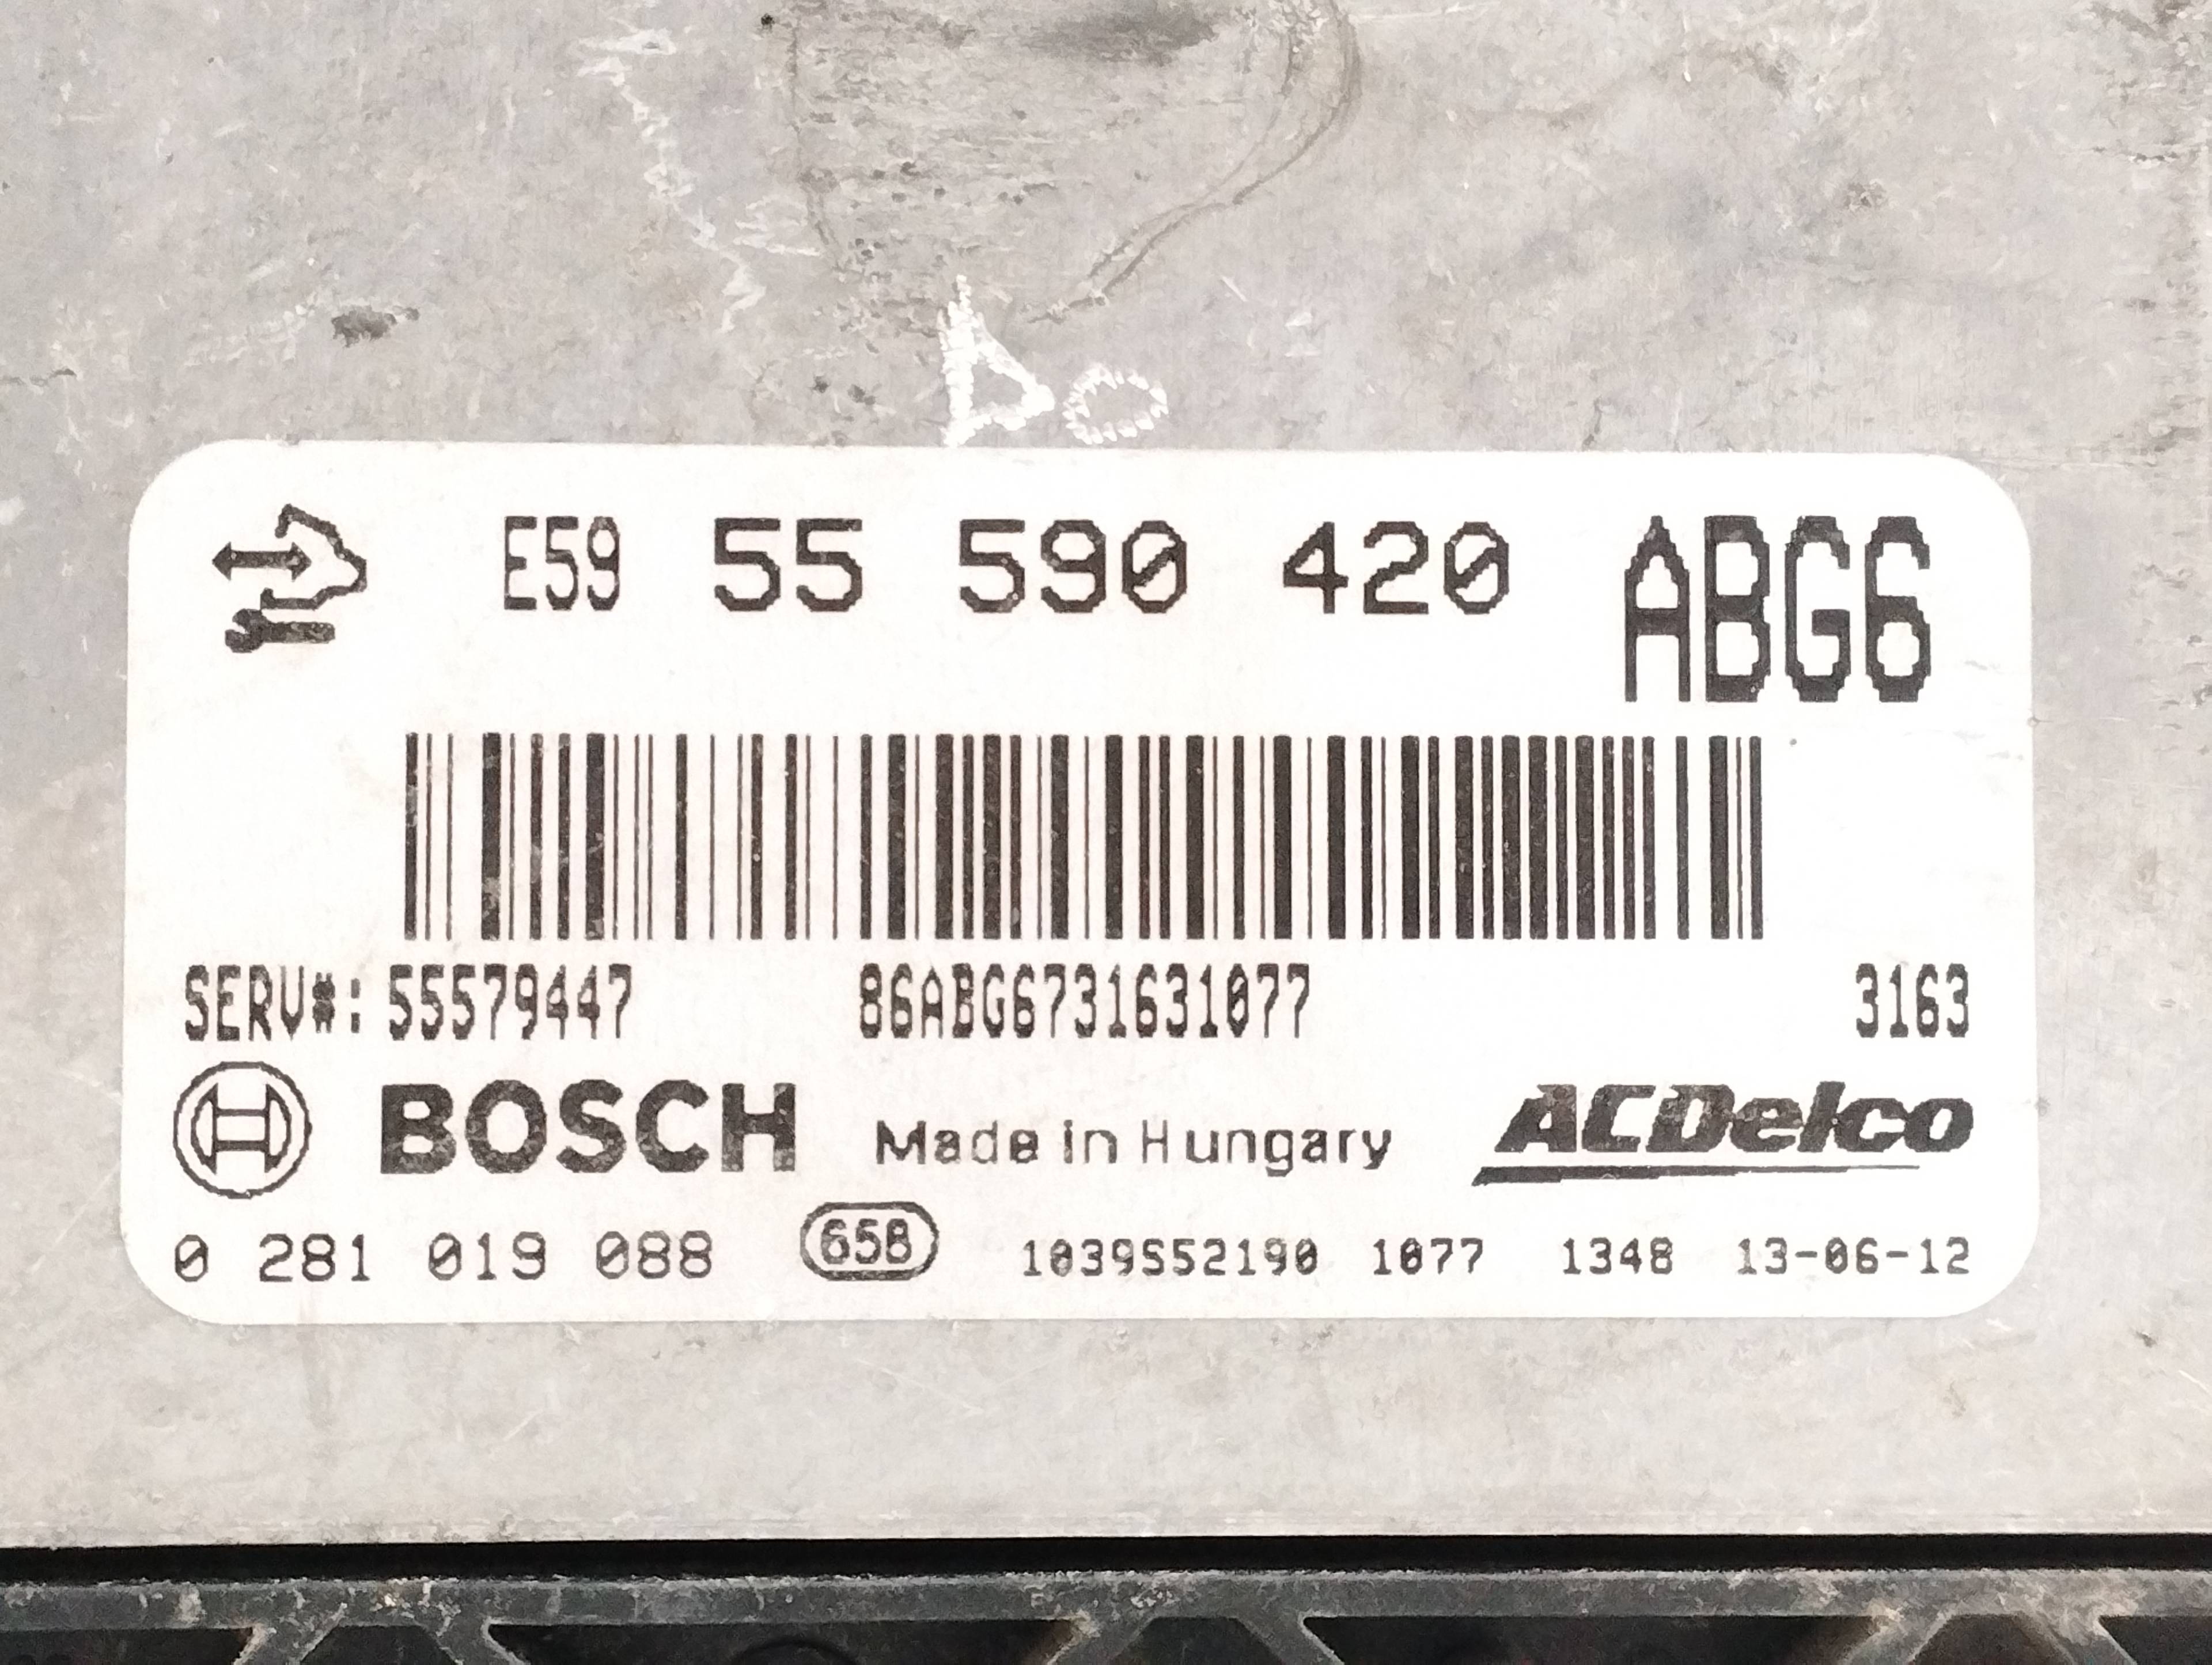 E59 55 590 420 ABG6
SERV#: 55579447 86ABG6731631077 3163
BOSCH Made in Hungary ACDelco
0 281 019 088 658 1039S52190 1077 1348 13-06-12